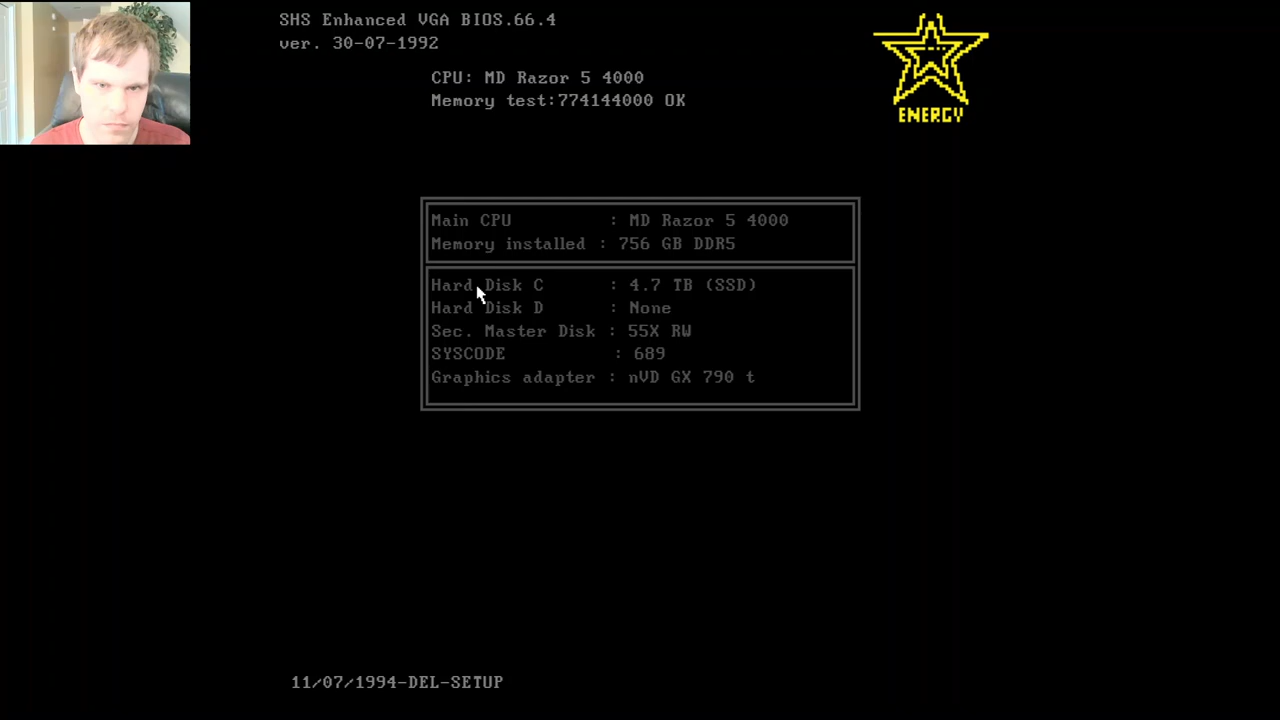 SHS Enhanced VGA BIOS.66.4
ver. 30-07-1992
CPU: MD Razor 5 4000
Memory test:774144000 OK
ENERGY
Main CPU : MD Razor 5 4000
Memory installed : 756 GB DDR5
Hard Disk C : 4.7 TB (SSD)
Hard Disk D : None
Sec. Master Disk : 55X RW
SYSCODE : 689
Graphics adapter : nVD GX 790 t
11/07/1994-DEL-SETUP